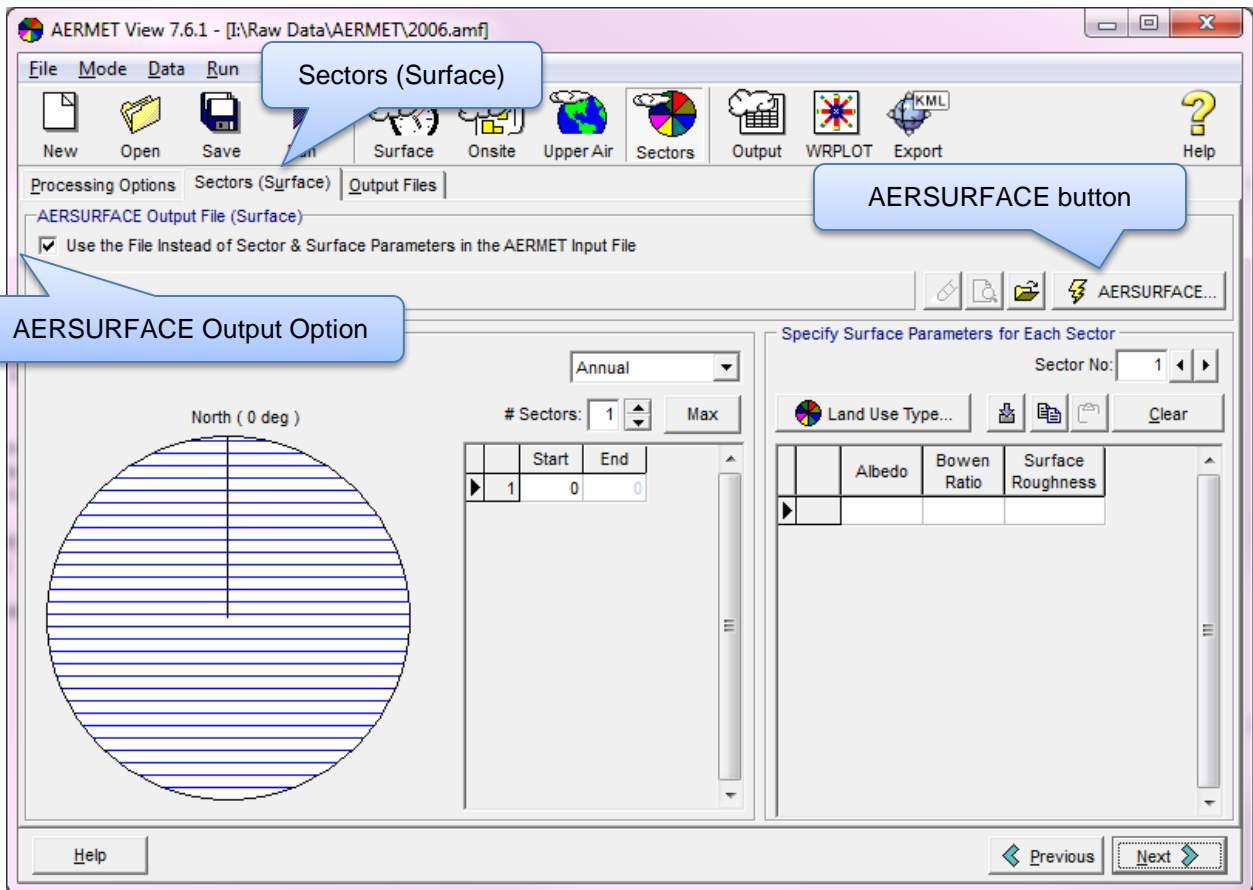 AERMET View 7.6.1 - [I:\Raw Data\AERMET\2006.amf]
File Mode Data Run
Sectors (Surface)
New Open Save Run Surface Onsite Upper Air Sectors Output WRPLOT KML Export Help
Processing Options Sectors (Surface) Output Files
AERSURFACE button
AERSURFACE Output File (Surface)
Use the File Instead of Sector & Surface Parameters in the AERMET Input File
AERSURFACE...
AERSURFACE Output Option
Specify Surface Parameters for Each Sector
Annual
Sector No: 1
North ( 0 deg )
# Sectors: 1 Max
Land Use Type... Clear
Start End
1 0 0
Albedo Bowen Ratio Surface Roughness
Help
Previous Next